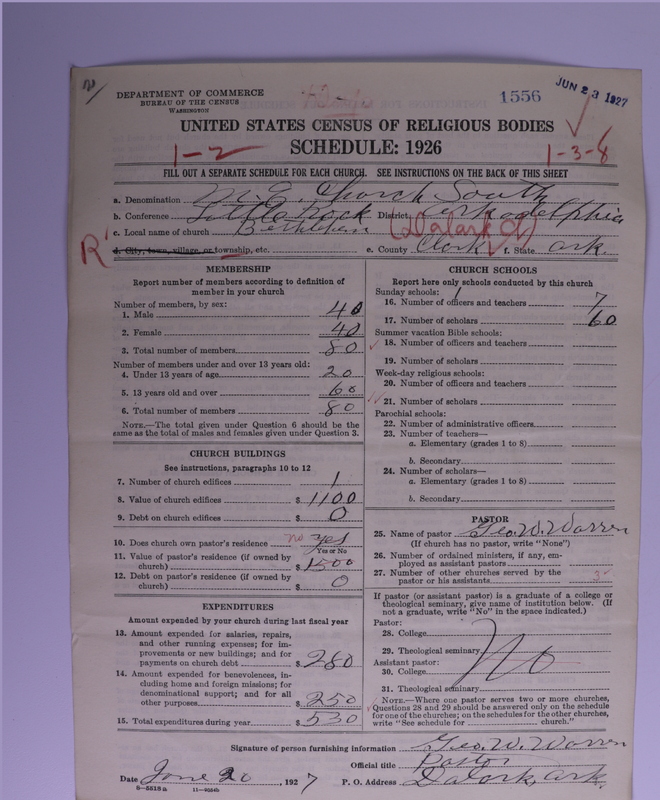 DEPARTMENT OF COMMERCE
BUREAU OF THE CENSUS
WASHINGTON
1556
JUN 23 1927
UNITED STATES CENSUS OF RELIGIOUS BODIES
SCHEDULE: 1926
1-2
1-3-8
FILL OUT A SEPARATE SCHEDULE FOR EACH CHURCH. SEE INSTRUCTIONS ON THE BACK OF THIS SHEET
a. Denomination M. E. Church South
b. Conference Little Rock District Arkadelphia
c. Local name of church Bethlehem (Dalark
R
d. City, town, village, or township, etc. e. County Clark f. State Ark.
MEMBERSHIP
Report number of members according to definition of
member in your church
Number of members, by sex:
1. Male 40
2. Female 40
3. Total number of members 80
Number of members under and over 13 years old:
4. Under 13 years of age 20
5. 13 years old and over 60
6. Total number of members 80
NOTE.—The total given under Question 6 should be
same as the total of males and females given under Question 3.
CHURCH BUILDINGS
See instructions, paragraphs 10 to 12
7. Number of church edifices 1
8. Value of church edifices $ 1100
9. Debt on church edifices $ 0
10. Does church own pastor's residence no yes
Yes or No
11. Value of pastor's residence (if owned by
church) $ 1500
12. Debt on pastor's residence (if owned by
church) $ 0
EXPENDITURES
Amount expended by your church during last fiscal year
13. Amount expended for salaries, repairs,
and other running expenses; for im-
provements or new buildings; and for
payments on church debt $ 280
14. Amount expended for benevolences, in-
cluding home and foreign missions; for
denominational support; and for all
other purposes $ 250
15. Total expenditures during year $ 530
CHURCH SCHOOLS
Report here only schools conducted by this church
Sunday schools:
16. Number of officers and teachers 7
17. Number of scholars 60
Summer vacation Bible schools:
18. Number of officers and teachers
19. Number of scholars
Week-day religious schools:
20. Number of officers and teachers
21. Number of scholars
Parochial schools:
22. Number of administrative officers
23. Number of teachers—
a. Elementary (grades 1 to 8)
b. Secondary
24. Number of scholars—
a. Elementary (grades 1 to 8)
b. Secondary
PASTOR
25. Name of pastor Geo. W. Warren
(If church has no pastor, write "None")
26. Number of ordained ministers, if any, em-
ployed as assistant pastors
27. Number of other churches served by the
pastor or his assistants 3
If pastor (or assistant pastor) is a graduate of a college or
theological seminary, give name of institution below. (If
not a graduate, write "No" in the space indicated.)
Pastor:
28. College
29. Theological seminary No
Assistant pastor:
30. College
31. Theological seminary
NOTE.—Where one pastor serves two or more churches,
Questions 28 and 29 should be answered only on the schedule
for one of the churches; on the schedules for the other churches,
write "See schedule for church."
Signature of person furnishing information Geo. W. Warren
Official title Pastor
Date June 20, 1927 P. O. Address Dalark, Ark.
8—5518a 11—4034b